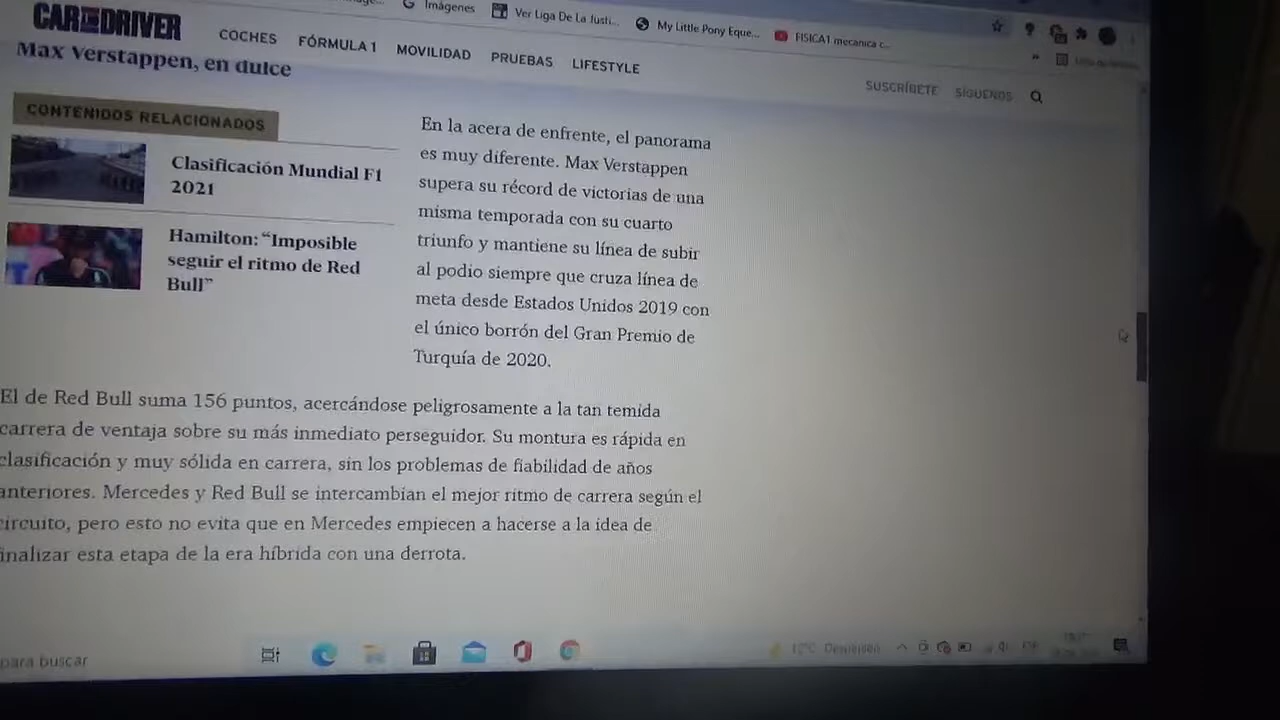 Imágenes
Ver Liga De La Justi...
My Little Pony Eque...
FISICA1 mecanica c...
CAR AND DRIVER
COCHES
FÓRMULA 1
MOVILIDAD
PRUEBAS
LIFESTYLE
SUSCRÍBETE
SÍGUENOS
Max Verstappen, en dulce
CONTENIDOS RELACIONADOS
Clasificación Mundial F1
2021
Hamilton: “Imposible
seguir el ritmo de Red
Bull”
En la acera de enfrente, el panorama
es muy diferente. Max Verstappen
supera su récord de victorias de una
misma temporada con su cuarto
triunfo y mantiene su línea de subir
al podio siempre que cruza línea de
meta desde Estados Unidos 2019 con
el único borrón del Gran Premio de
Turquía de 2020.
El de Red Bull suma 156 puntos, acercándose peligrosamente a la tan temida
carrera de ventaja sobre su más inmediato perseguidor. Su montura es rápida en
clasificación y muy sólida en carrera, sin los problemas de fiabilidad de años
anteriores. Mercedes y Red Bull se intercambian el mejor ritmo de carrera según el
circuito, pero esto no evita que en Mercedes empiecen a hacerse a la idea de
finalizar esta etapa de la era híbrida con una derrota.
para buscar
12°C